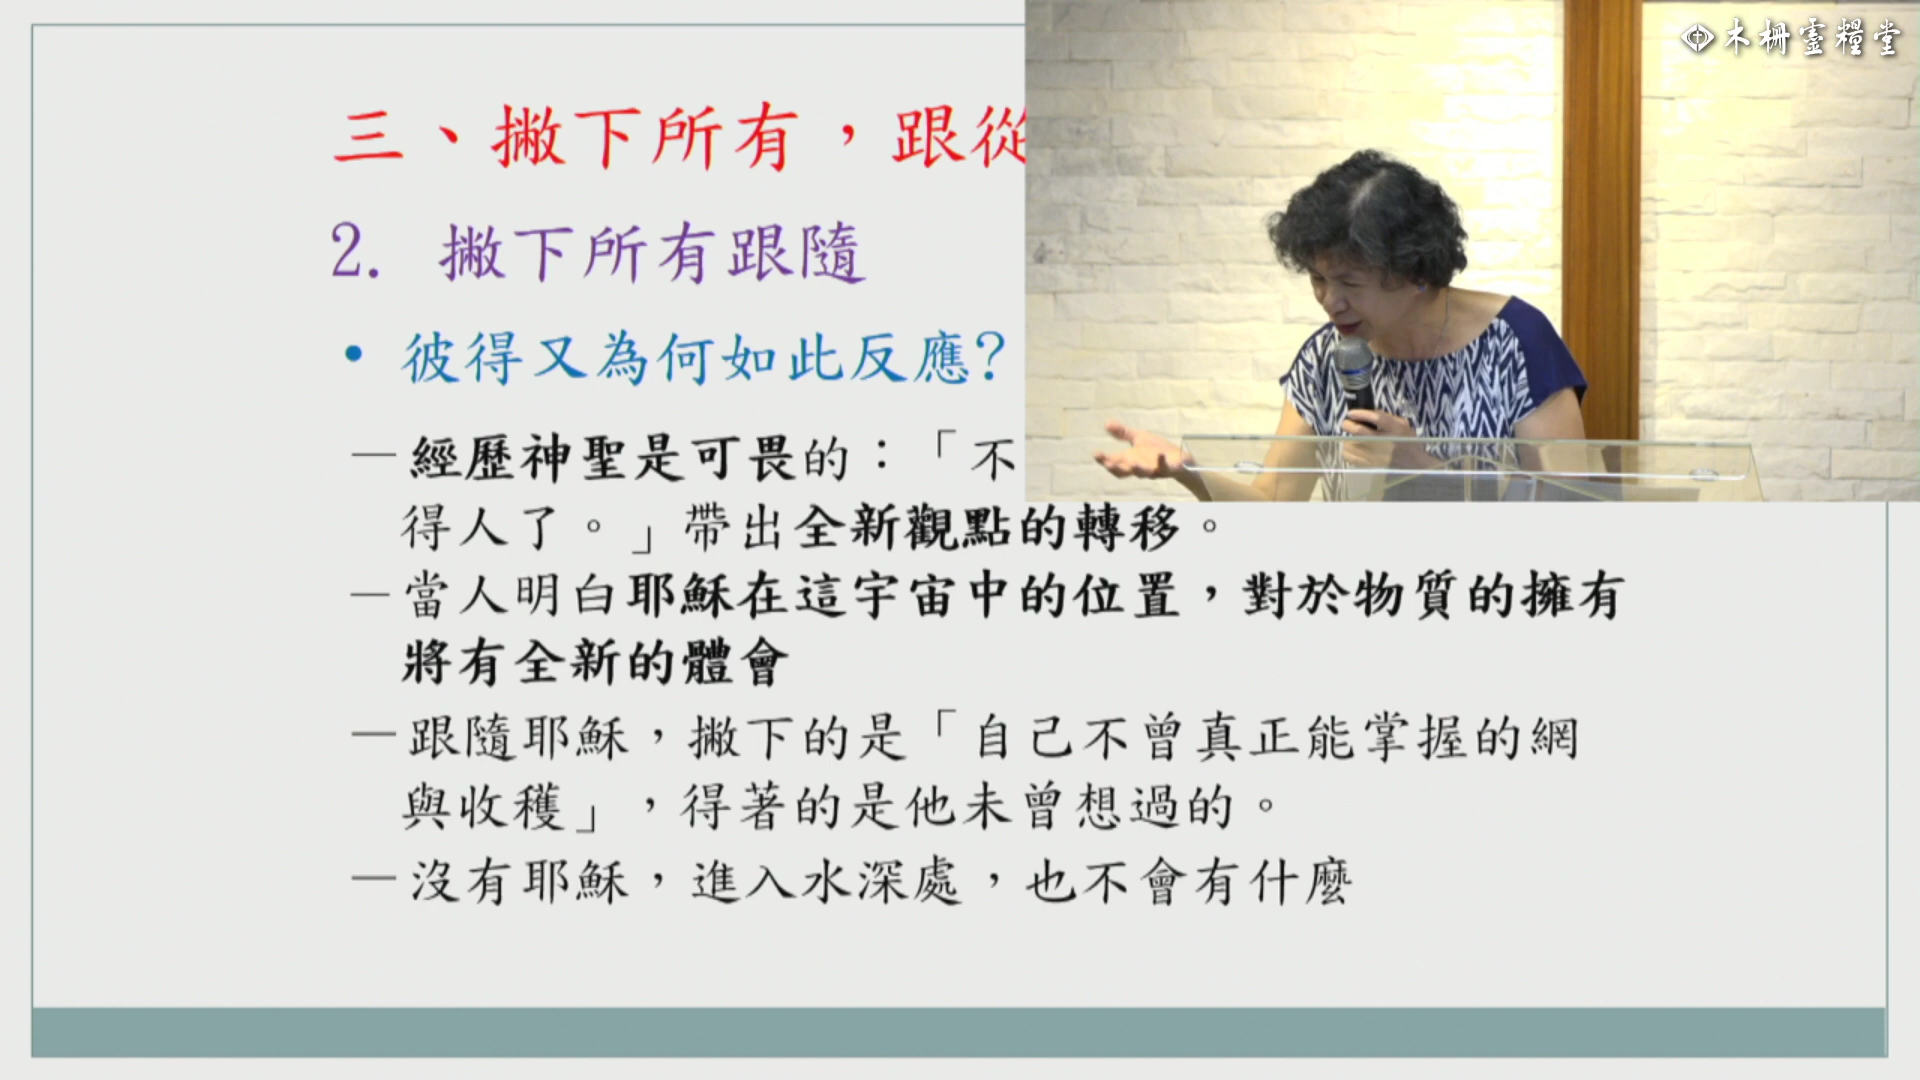 木柵靈糧堂
三、撇下所有，跟從
2. 撇下所有跟隨
• 彼得又為何如此反應?
—經歷神聖是可畏的：「不
得人了。」帶出全新觀點的轉移。
—當人明白耶穌在這宇宙中的位置，對於物質的擁有
將有全新的體會
—跟隨耶穌，撇下的是「自己不曾真正能掌握的網
與收穫」，得著的是他未曾想過的。
—沒有耶穌，進入水深處，也不會有什麼